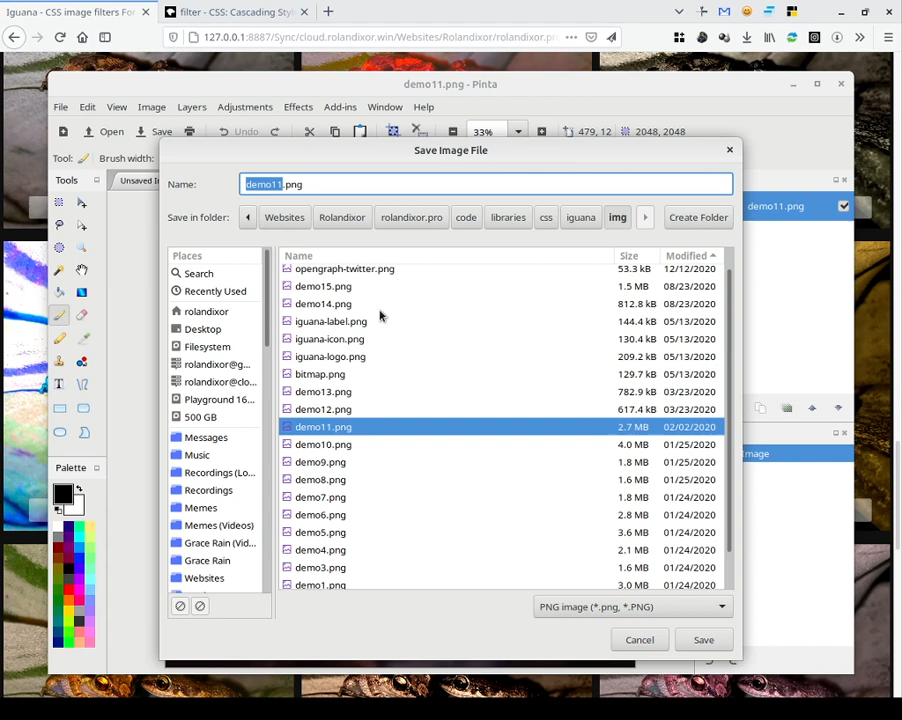 Iguana - CSS image filters For
filter - CSS: Cascading Styl
127.0.0.1:8887/Sync/cloud.rolandixor.win/Websites/Rolandixor/rolandixor.pr
demo11.png - Pinta
File Edit View Image Layers Adjustments Effects Add-ins Window Help
Open Save Undo 33% 479, 12 2048, 2048
Tool: Brush width:
Tools
Unsaved I
demo11.png
Image
Palette
Save Image File
Name: demo11.png
Save in folder: Websites Rolandixor rolandixor.pro code libraries css iguana img Create Folder
Places
Search
Recently Used
rolandixor
Desktop
Filesystem
rolandixor@g...
rolandixor@clo...
Playground 16...
500 GB
Messages
Music
Recordings (Lo...
Recordings
Memes
Memes (Videos)
Grace Rain (Vid...
Grace Rain
Websites
Name Size Modified
opengraph-twitter.png 53.3 kB 12/12/2020
demo15.png 1.5 MB 08/23/2020
demo14.png 812.8 kB 08/23/2020
iguana-label.png 144.4 kB 05/13/2020
iguana-icon.png 130.4 kB 05/13/2020
iguana-logo.png 209.2 kB 05/13/2020
bitmap.png 129.7 kB 05/13/2020
demo13.png 782.9 kB 03/23/2020
demo12.png 617.4 kB 03/23/2020
demo11.png 2.7 MB 02/02/2020
demo10.png 4.0 MB 01/25/2020
demo9.png 1.8 MB 01/25/2020
demo8.png 1.6 MB 01/25/2020
demo7.png 1.8 MB 01/24/2020
demo6.png 2.8 MB 01/24/2020
demo5.png 3.6 MB 01/24/2020
demo4.png 2.1 MB 01/24/2020
demo3.png 1.6 MB 01/24/2020
demo1.png 3.0 MB 01/24/2020
PNG image (*.png, *.PNG)
Cancel Save